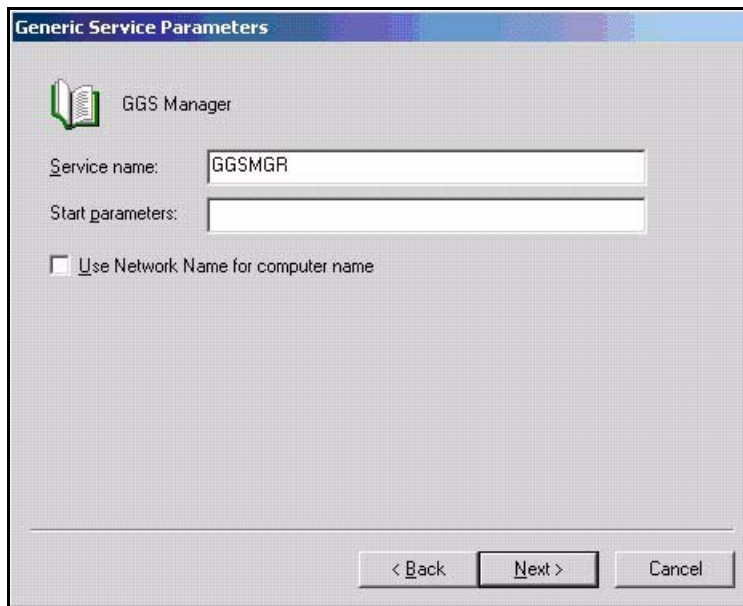 Generic Service Parameters
GGS Manager
Service name: GGSMGR
Start parameters:
Use Network Name for computer name
< Back Next > Cancel